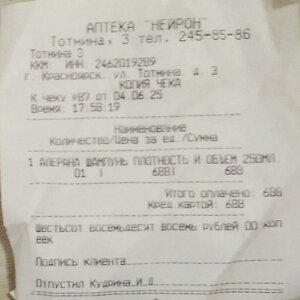 АПТЕКА "НЕЙРОН"
Тотмина, 3 тел. 245-85-86
Тотмина 3
ККМ: ИНН: 2462019289
г. Красноярск, ул. Тотмина, д. 3
КОПИЯ ЧЕКА
К чеку №87 от 04.06.25
Время: 17:58:19
Наименование
Количество/Цена за ед./Сумма
1 АЛЕРАНА ШАМПУНЬ ПЛОТНОСТЬ И ОБЪЕМ 250МЛ.
01 | 688| 688
Итого оплачено: 688
Кред.картой: 688
Шестьсот восемьдесят восемь рублей 00 коп
еек
Подпись клиента
Отпустил Кудрина И.Д